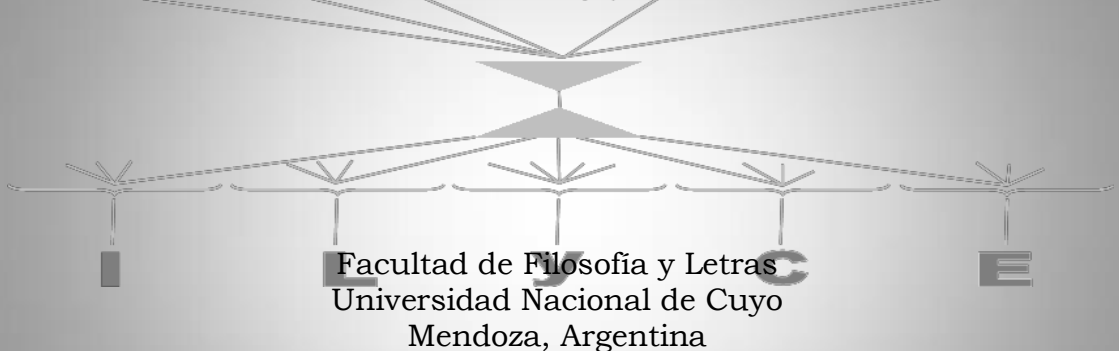 I L y C E
Facultad de Filosofía y Letras
Universidad Nacional de Cuyo
Mendoza, Argentina